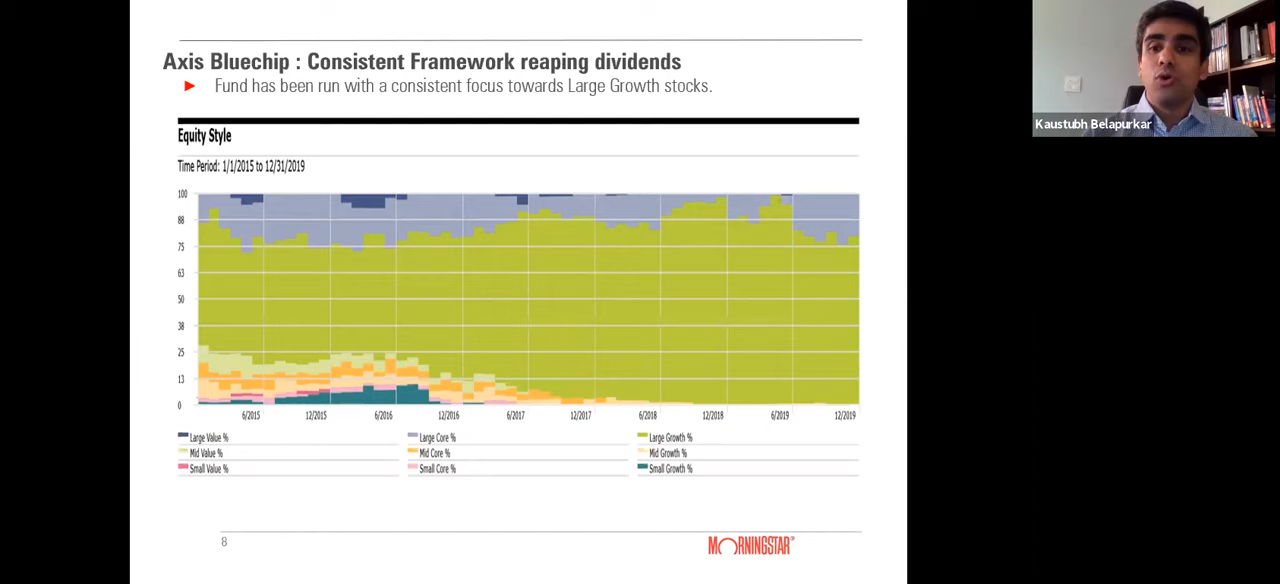 Axis Bluechip : Consistent Framework reaping dividends
Fund has been run with a consistent focus towards Large Growth stocks.
Kaustubh Belapurkar
Equity Style
Time Period: 1/1/2015 to 12/31/2019
100
88
75
63
50
38
25
13
0
6/2015 12/2015 6/2016 12/2016 6/2017 12/2017 6/2018 12/2018 6/2019 12/2019
Large Value % Large Core % Large Growth %
Mid Value % Mid Core % Mid Growth %
Small Value % Small Core % Small Growth %
8
MORNINGSTAR®